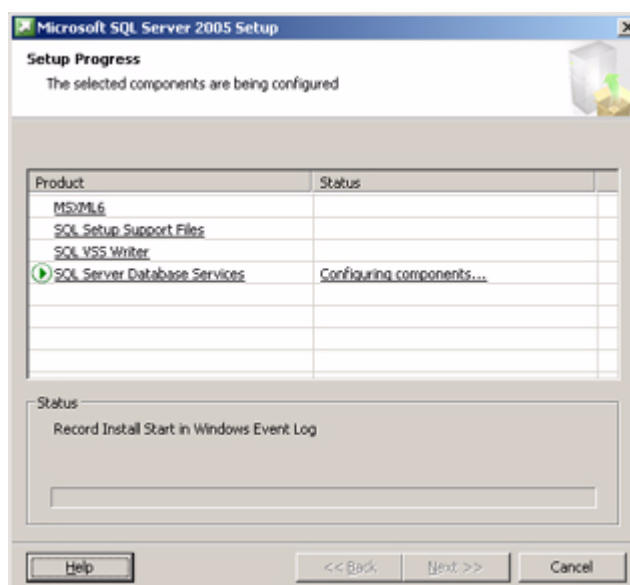 Microsoft SQL Server 2005 Setup
Setup Progress
The selected components are being configured
Product Status
MSXML6
SQL Setup Support Files
SQL VSS Writer
SQL Server Database Services Configuring components...
Status
Record Install Start in Windows Event Log
Help << Back Next >> Cancel